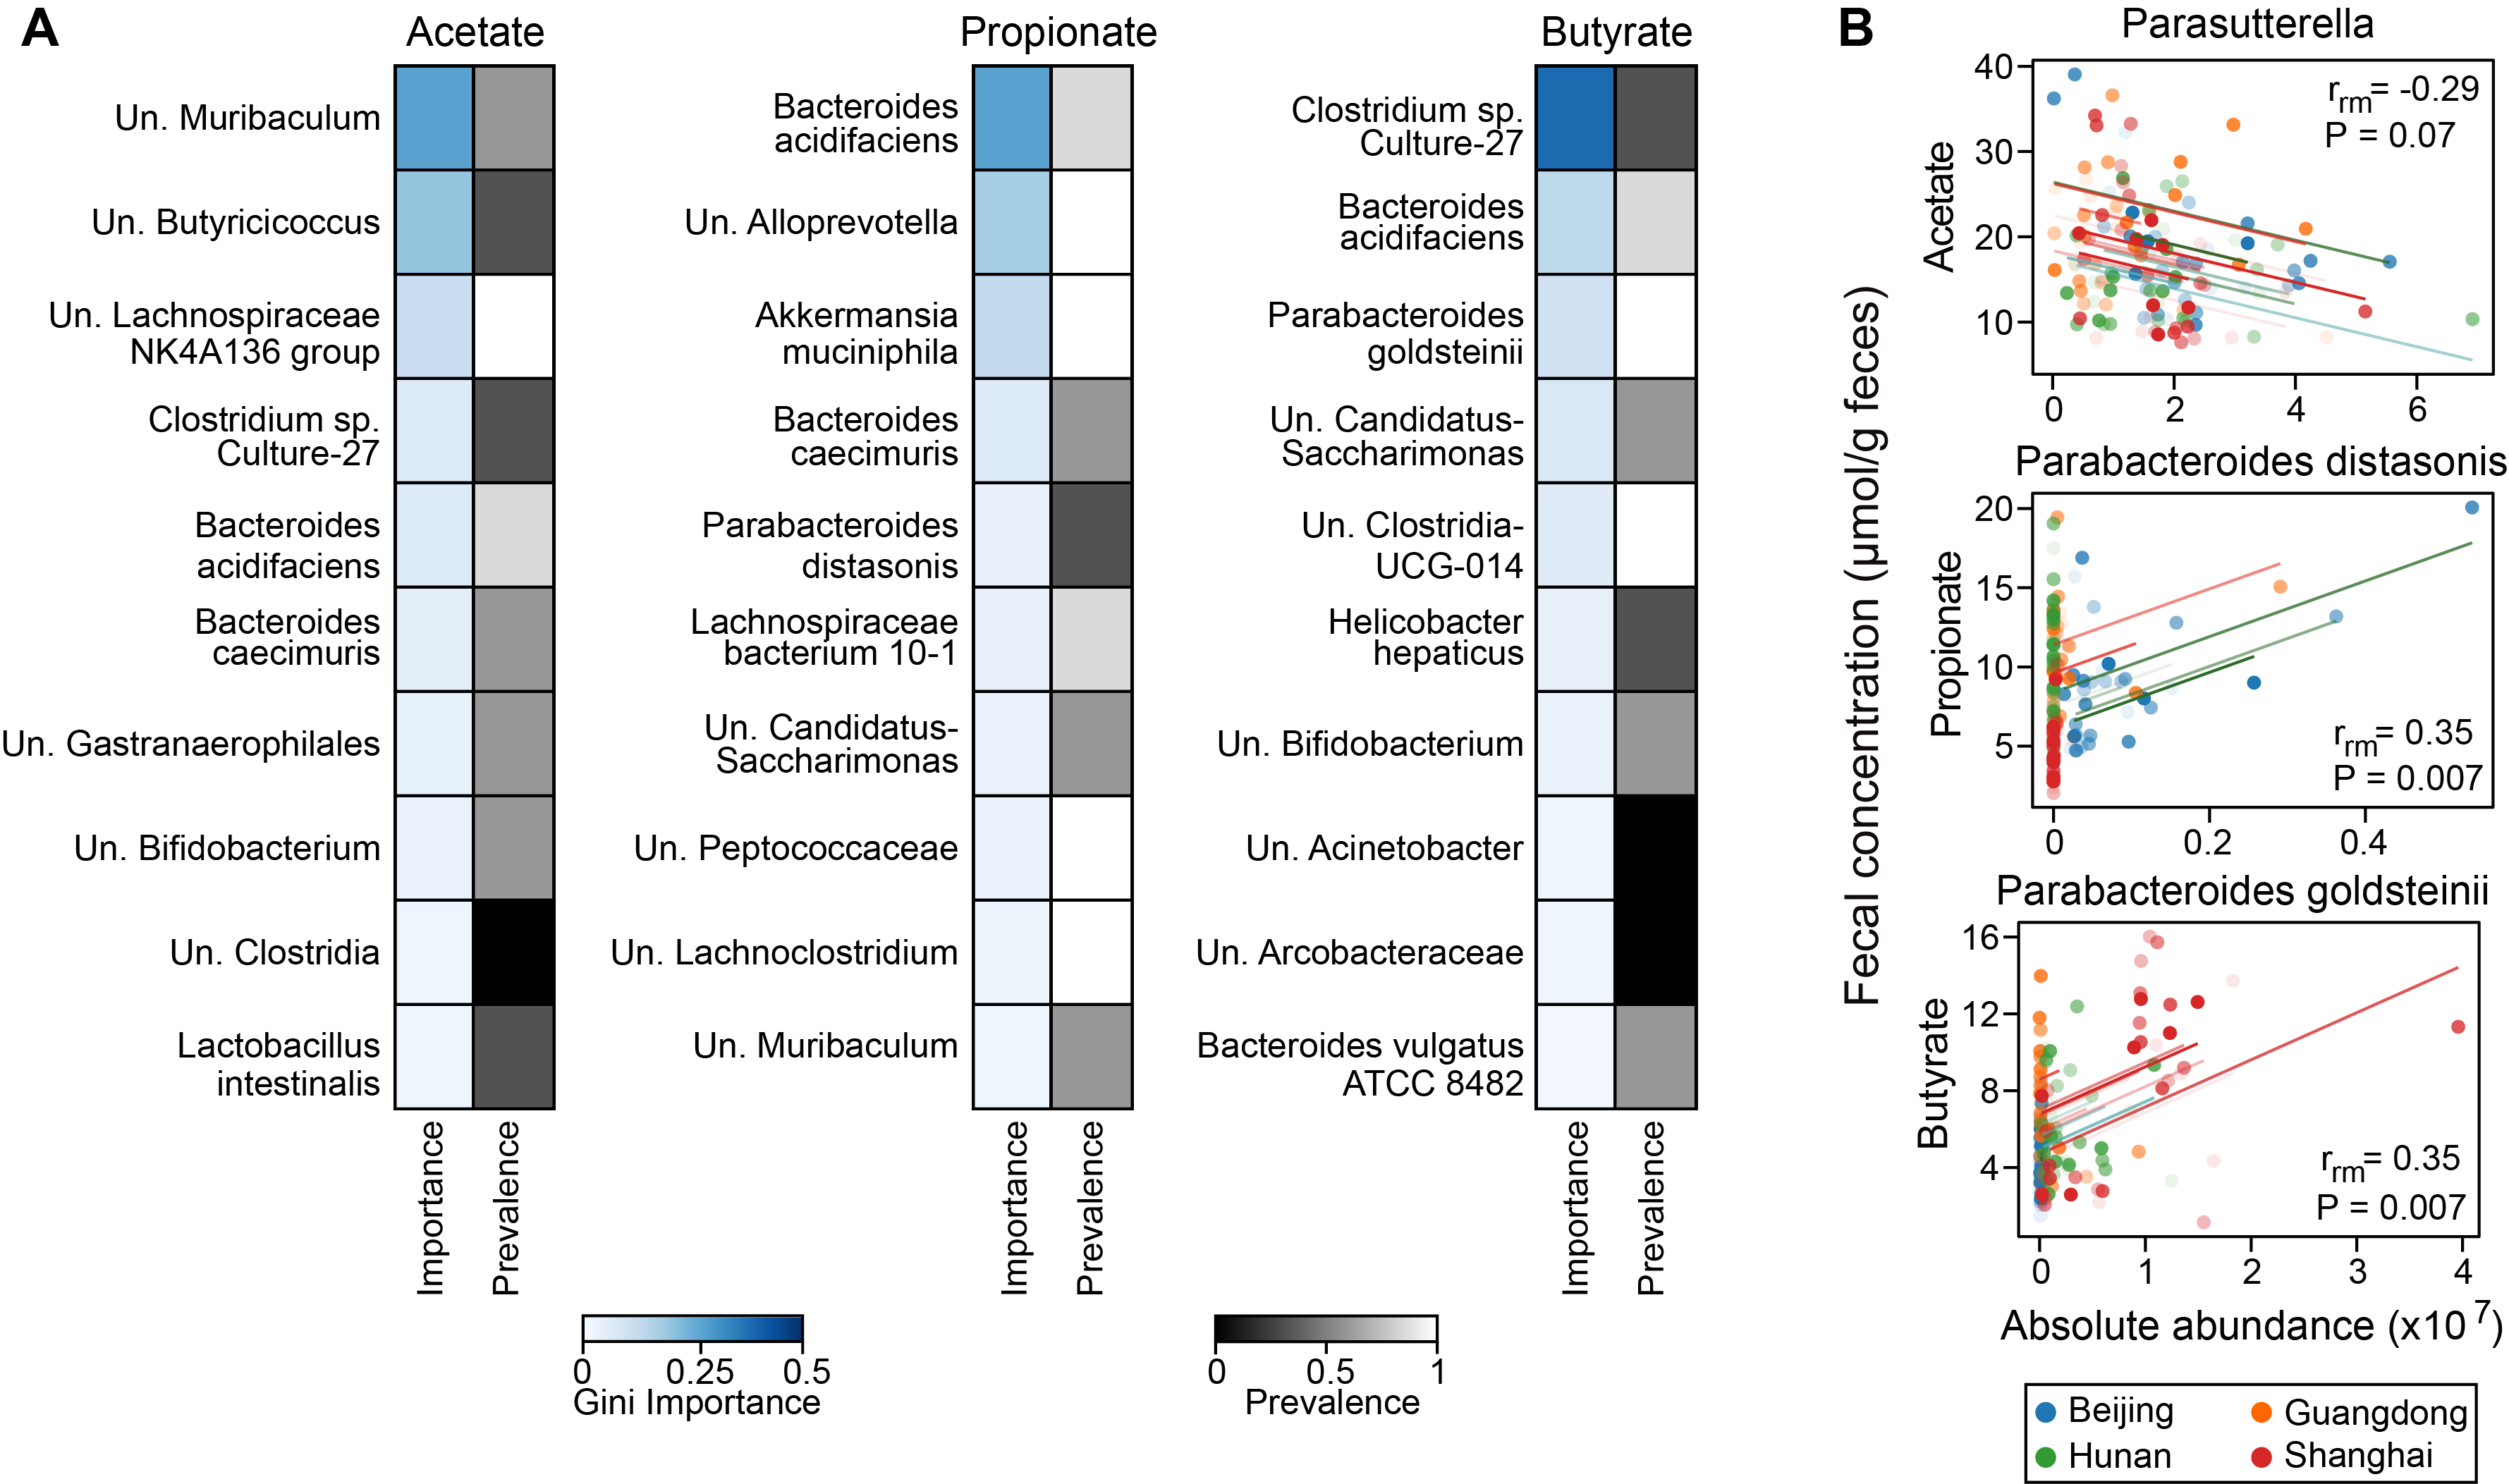 A
Acetate
Un. Muribaculum
Un. Butyricicoccus
Un. Lachnospiraceae
NK4A136 group
Clostridium sp.
Culture-27
Bacteroides
acidifaciens
Bacteroides
caecimuris
Un. Gastranaerophilales
Un. Bifidobacterium
Un. Clostridia
Lactobacillus
intestinalis
Importance
Prevalence
Propionate
Bacteroides
acidifaciens
Un. Alloprevotella
Akkermansia
muciniphila
Bacteroides
caecimuris
Parabacteroides
distasonis
Lachnospiraceae
bacterium 10-1
Un. Candidatus-
Saccharimonas
Un. Peptococcaceae
Un. Lachnoclostridium
Un. Muribaculum
Importance
Prevalence
Butyrate
Clostridium sp.
Culture-27
Bacteroides
acidifaciens
Parabacteroides
goldsteinii
Un. Candidatus-
Saccharimonas
Un. Clostridia-
UCG-014
Helicobacter
hepaticus
Un. Bifidobacterium
Un. Acinetobacter
Un. Arcobacteraceae
Bacteroides vulgatus
ATCC 8482
Importance
Prevalence
0 0.25 0.5
Gini Importance
0 0.5 1
Prevalence
B
Fecal concentration (µmol/g feces)
Parasutterella
Acetate
40
30
20
10
r_rm = -0.29
P = 0.07
0 2 4 6
Parabacteroides distasonis
Propionate
20
15
10
5
r_rm = 0.35
P = 0.007
0 0.2 0.4
Parabacteroides goldsteinii
Butyrate
16
12
8
4
r_rm = 0.35
P = 0.007
0 1 2 3 4
Absolute abundance (x10⁷)
Beijing Guangdong
Hunan Shanghai